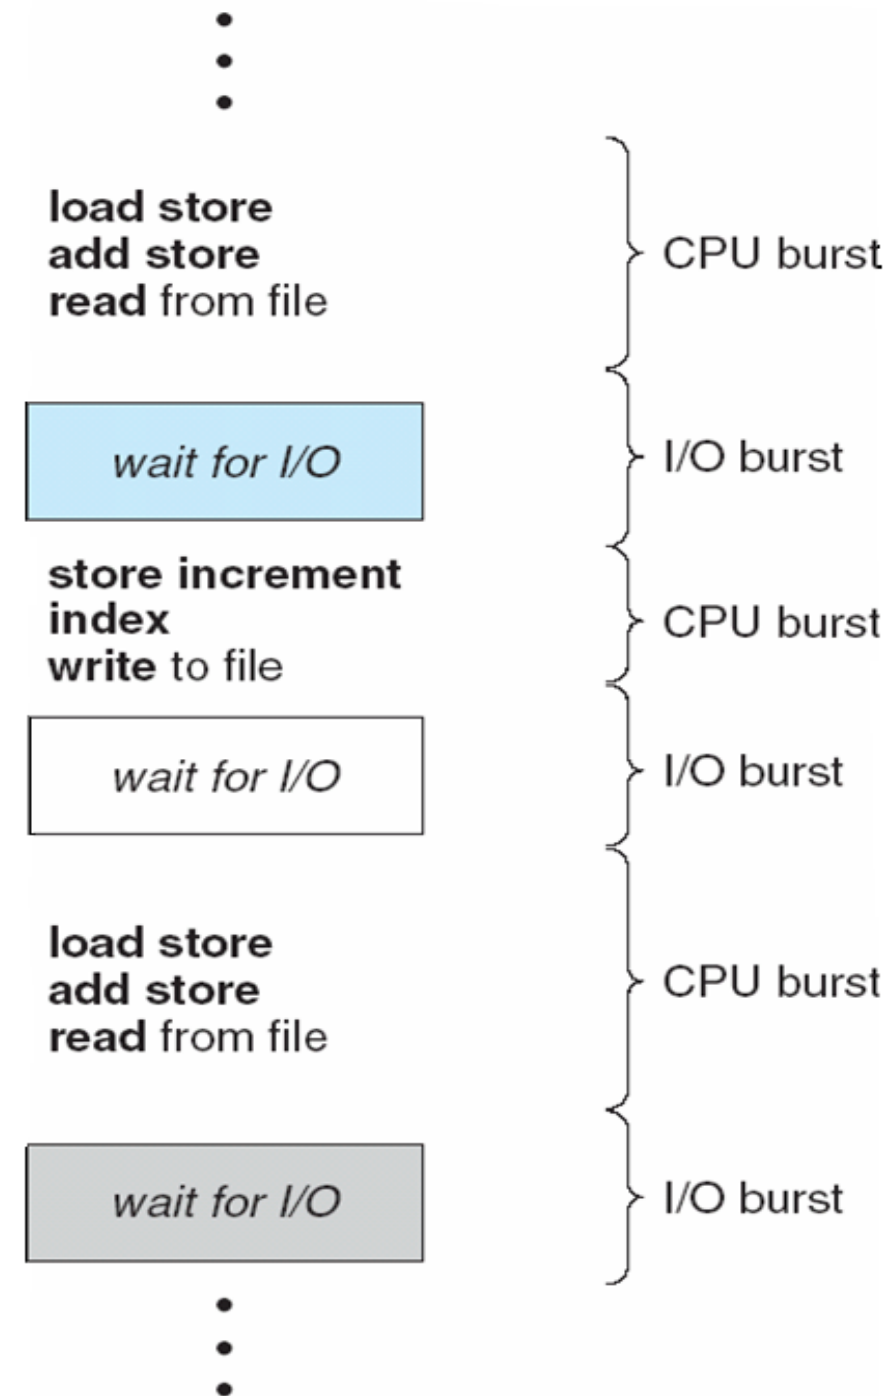 load store
add store
read from file
CPU burst
wait for I/O
I/O burst
store increment
index
write to file
CPU burst
wait for I/O
I/O burst
load store
add store
read from file
CPU burst
wait for I/O
I/O burst